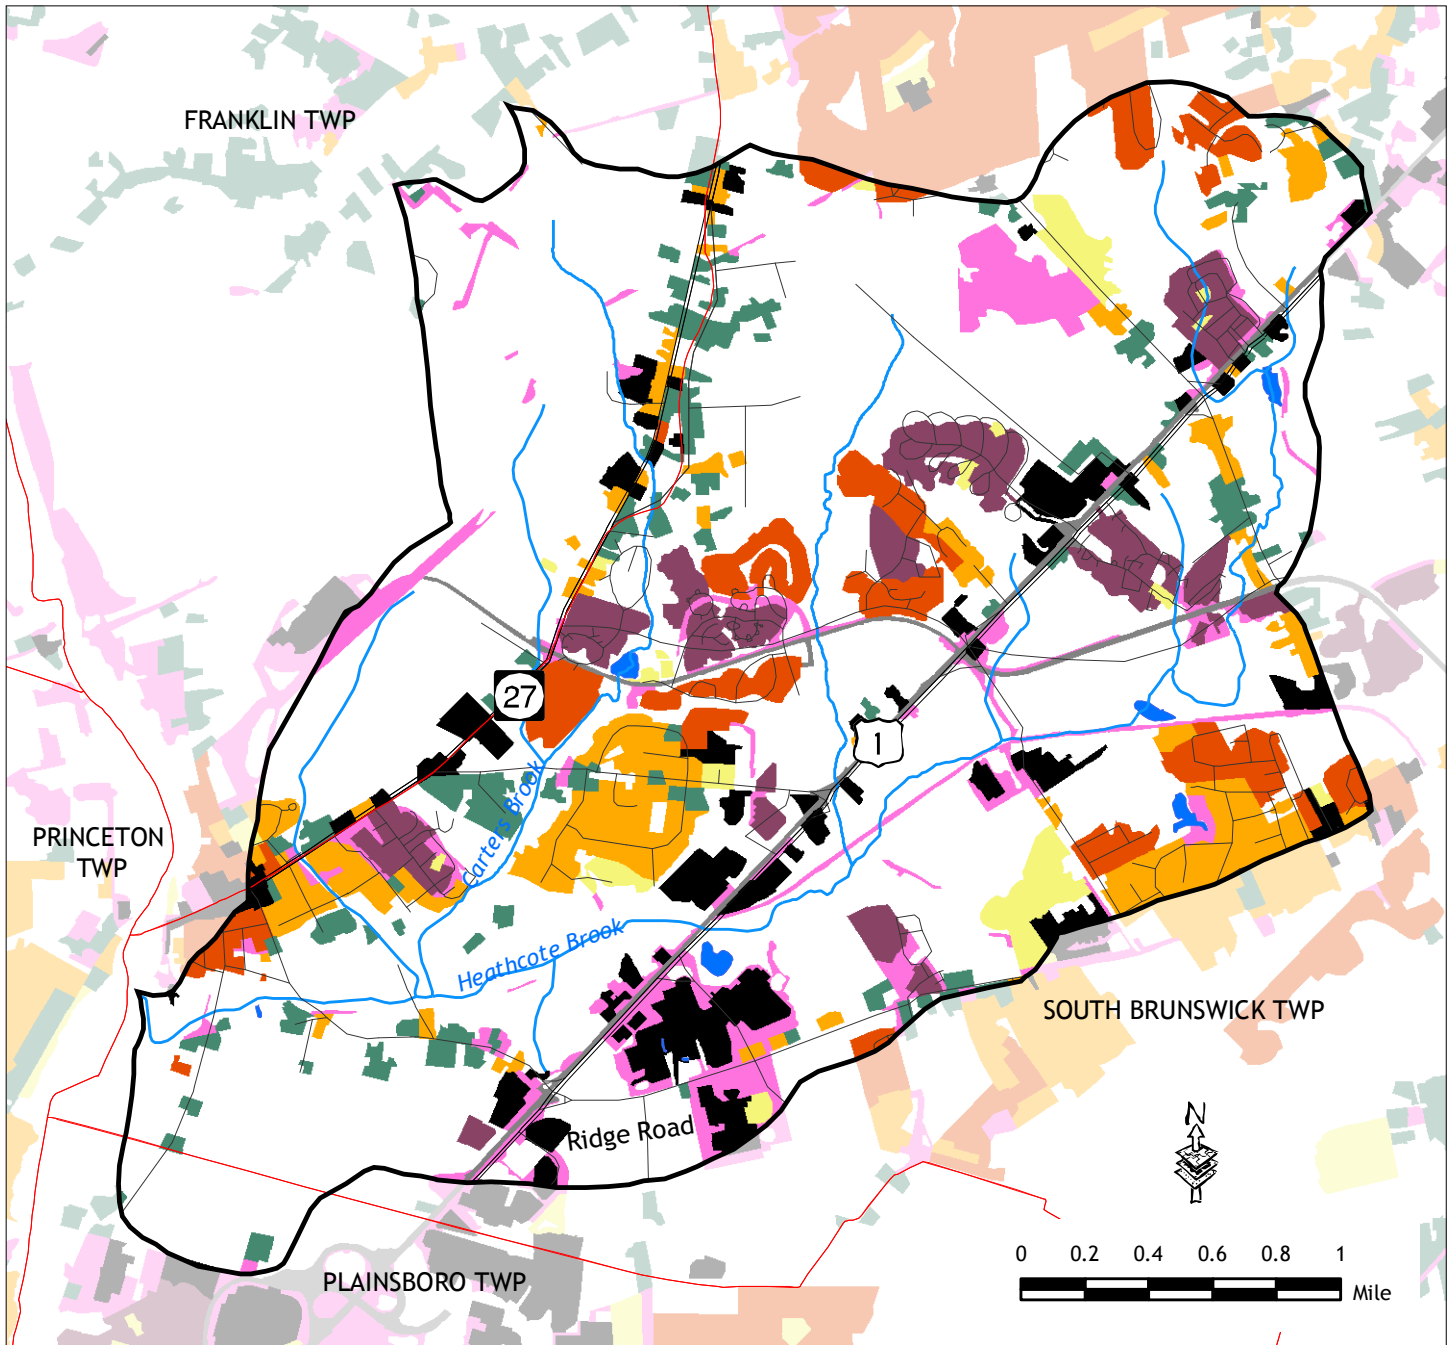 FRANKLIN TWP
27
1
Carters Brook
PRINCETON
TWP
Heathcote Brook
SOUTH BRUNSWICK TWP
N
Ridge Road
0 0.2 0.4 0.6 0.8 1
Mile
PLAINSBORO TWP